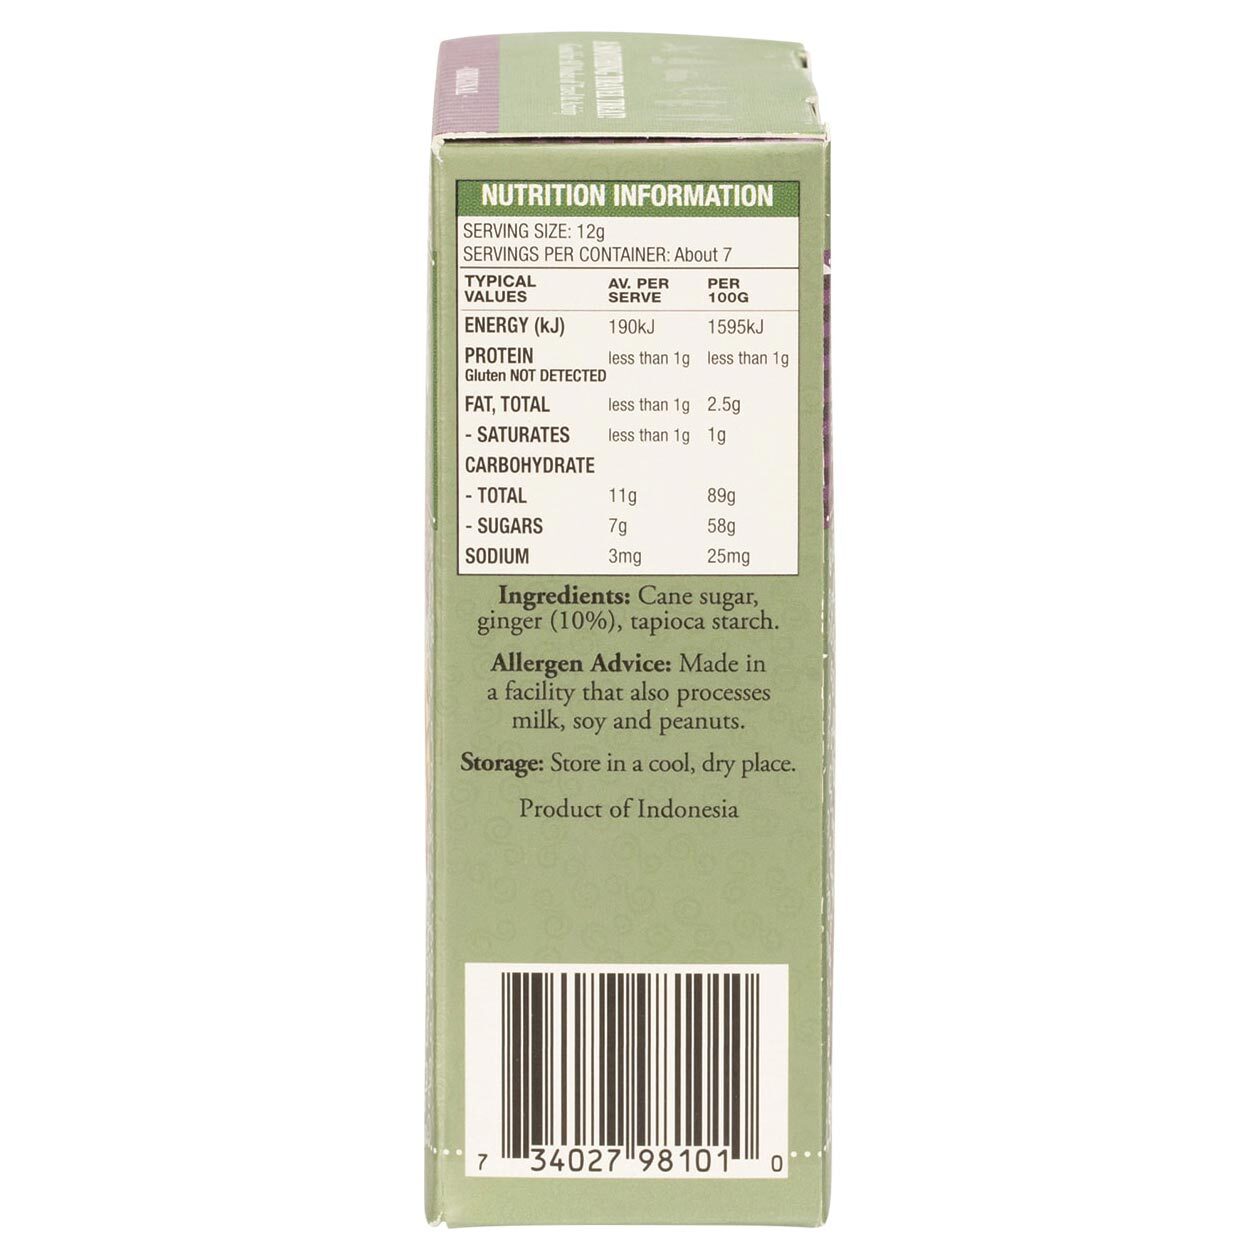 ORIGINAL
NUTRITION INFORMATION
SERVING SIZE: 12g
SERVINGS PER CONTAINER: About 7
TYPICAL VALUES AV. PER SERVE PER 100G
ENERGY (kJ) 190kJ 1595kJ
PROTEIN less than 1g less than 1g
Gluten NOT DETECTED
FAT, TOTAL less than 1g 2.5g
- SATURATES less than 1g 1g
CARBOHYDRATE
- TOTAL 11g 89g
- SUGARS 7g 58g
SODIUM 3mg 25mg
Ingredients: Cane sugar,
ginger (10%), tapioca starch.
Allergen Advice: Made in
a facility that also processes
milk, soy and peanuts.
Storage: Store in a cool, dry place.
Product of Indonesia
7 34027 98101 0